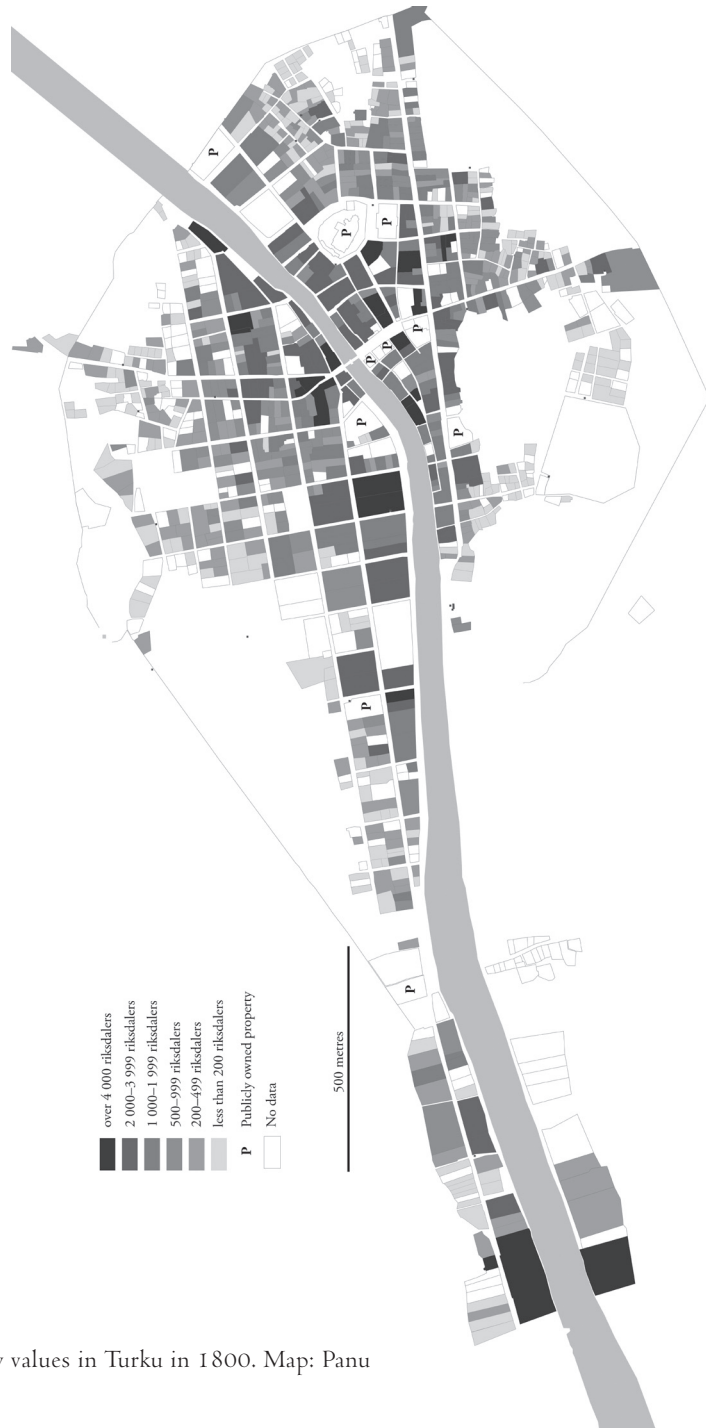 P
P
P
P
P
P
P
P
P
P
P
over 4 000 riksdalers
2 000–3 999 riksdalers
1 000–1 999 riksdalers
500–999 riksdalers
200–499 riksdalers
less than 200 riksdalers
P Publicly owned property
No data
500 metres
values in Turku in 1800. Map: Panu